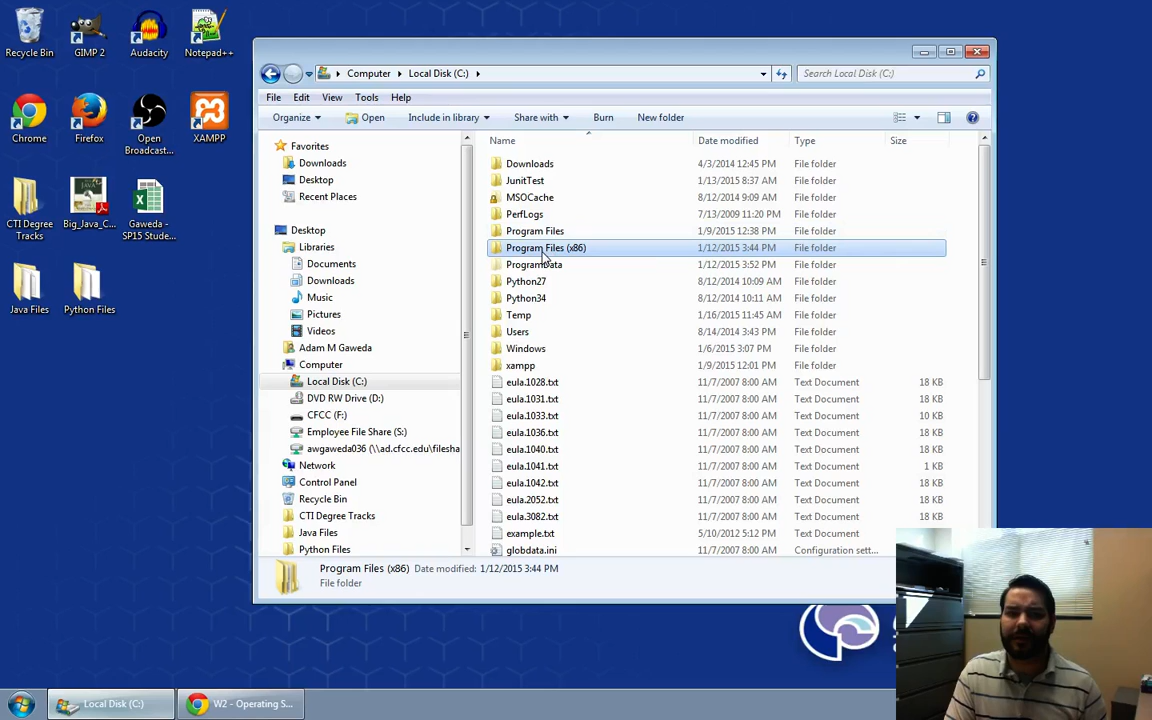 Recycle Bin
GIMP 2
Audacity
Notepad++
Chrome
Firefox
Open Broadcast...
XAMPP
CTI Degree Tracks
Big_Java_C...
Gaweda - SP15 Stude...
Java Files
Python Files
Computer Local Disk (C:)
Search Local Disk (C:)
File Edit View Tools Help
Organize Open Include in library Share with Burn New folder
Favorites
Downloads
Desktop
Recent Places
Desktop
Libraries
Documents
Downloads
Music
Pictures
Videos
Adam M Gaweda
Computer
Local Disk (C:)
DVD RW Drive (D:)
CFCC (F:)
Employee File Share (S:)
awgaweda036 (\\ad.cfcc.edu\filesha
Network
Control Panel
Recycle Bin
CTI Degree Tracks
Java Files
Python Files
Name Date modified Type Size
Downloads 4/3/2014 12:45 PM File folder
JunitTest 1/13/2015 8:37 AM File folder
MSOCache 8/12/2014 9:09 AM File folder
PerfLogs 7/13/2009 11:20 PM File folder
Program Files 1/9/2015 12:38 PM File folder
Program Files (x86) 1/12/2015 3:44 PM File folder
ProgramData 1/12/2015 3:52 PM File folder
Python27 8/12/2014 10:09 AM File folder
Python34 8/12/2014 10:11 AM File folder
Temp 1/16/2015 11:45 AM File folder
Users 8/14/2014 3:43 PM File folder
Windows 1/6/2015 3:07 PM File folder
xampp 1/9/2015 12:01 PM File folder
eula.1028.txt 11/7/2007 8:00 AM Text Document 18 KB
eula.1031.txt 11/7/2007 8:00 AM Text Document 18 KB
eula.1033.txt 11/7/2007 8:00 AM Text Document 10 KB
eula.1036.txt 11/7/2007 8:00 AM Text Document 18 KB
eula.1040.txt 11/7/2007 8:00 AM Text Document 18 KB
eula.1041.txt 11/7/2007 8:00 AM Text Document 1 KB
eula.1042.txt 11/7/2007 8:00 AM Text Document 18 KB
eula.2052.txt 11/7/2007 8:00 AM Text Document 18 KB
eula.3082.txt 11/7/2007 8:00 AM Text Document 18 KB
example.txt 5/10/2012 5:12 PM Text Document
globdata.ini 11/7/2007 8:00 AM Configuration sett...
Program Files (x86) Date modified: 1/12/2015 3:44 PM
File folder
Local Disk (C:)
W2 - Operating S...